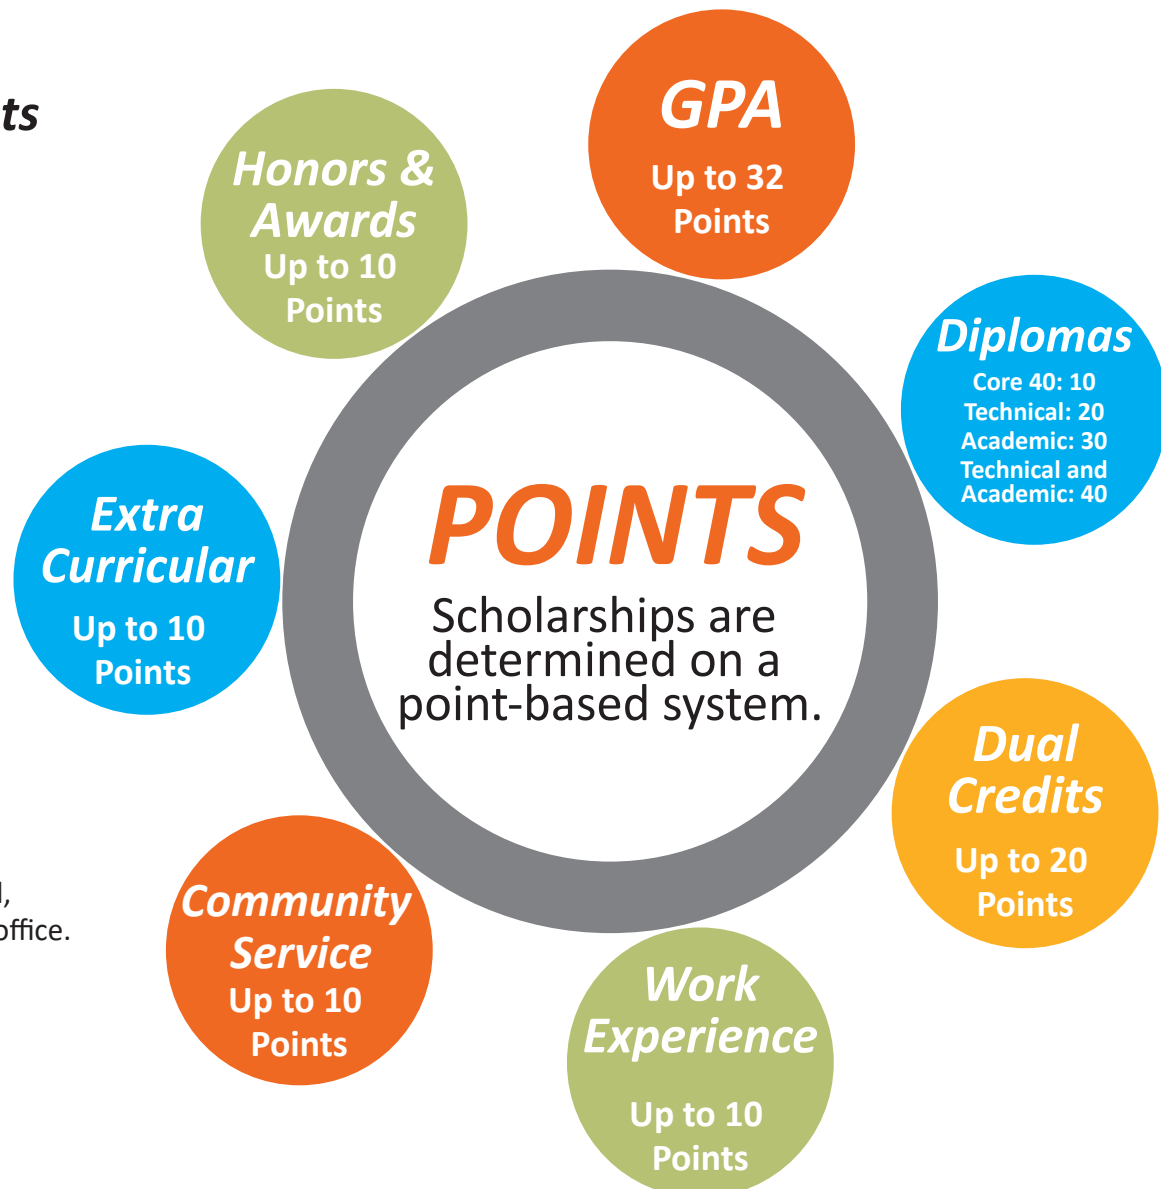 ts
GPA
Up to 32
Points
Honors &
Awards
Up to 10
Points
Diplomas
Core 40: 10
Technical: 20
Academic: 30
Technical and
Academic: 40
POINTS
Scholarships are
determined on a
point-based system.
Extra
Curricular
Up to 10
Points
Dual
Credits
Up to 20
Points
office.
Community
Service
Up to 10
Points
Work
Experience
Up to 10
Points